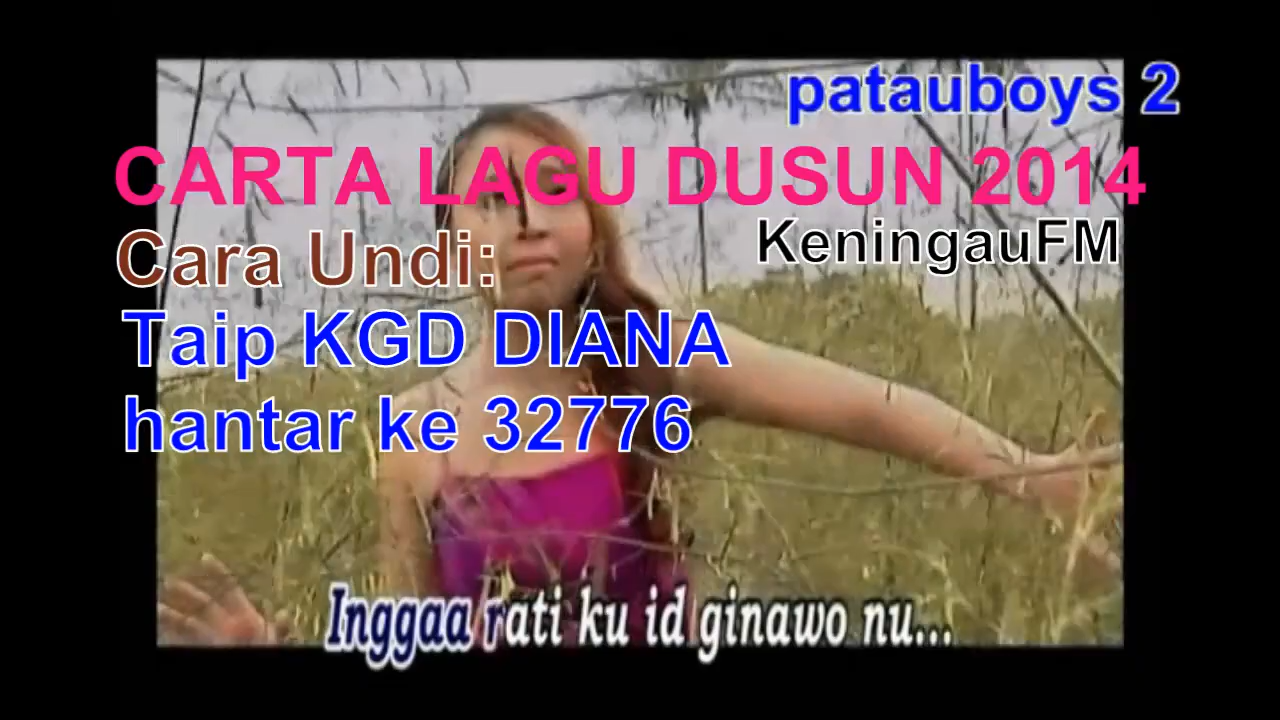 patauboys 2
CARTA LAGU DUSUN 2014
KeningauFM
Cara Undi:
Taip KGD DIANA
hantar ke 32776
Inggaa rati ku id ginawo nu...